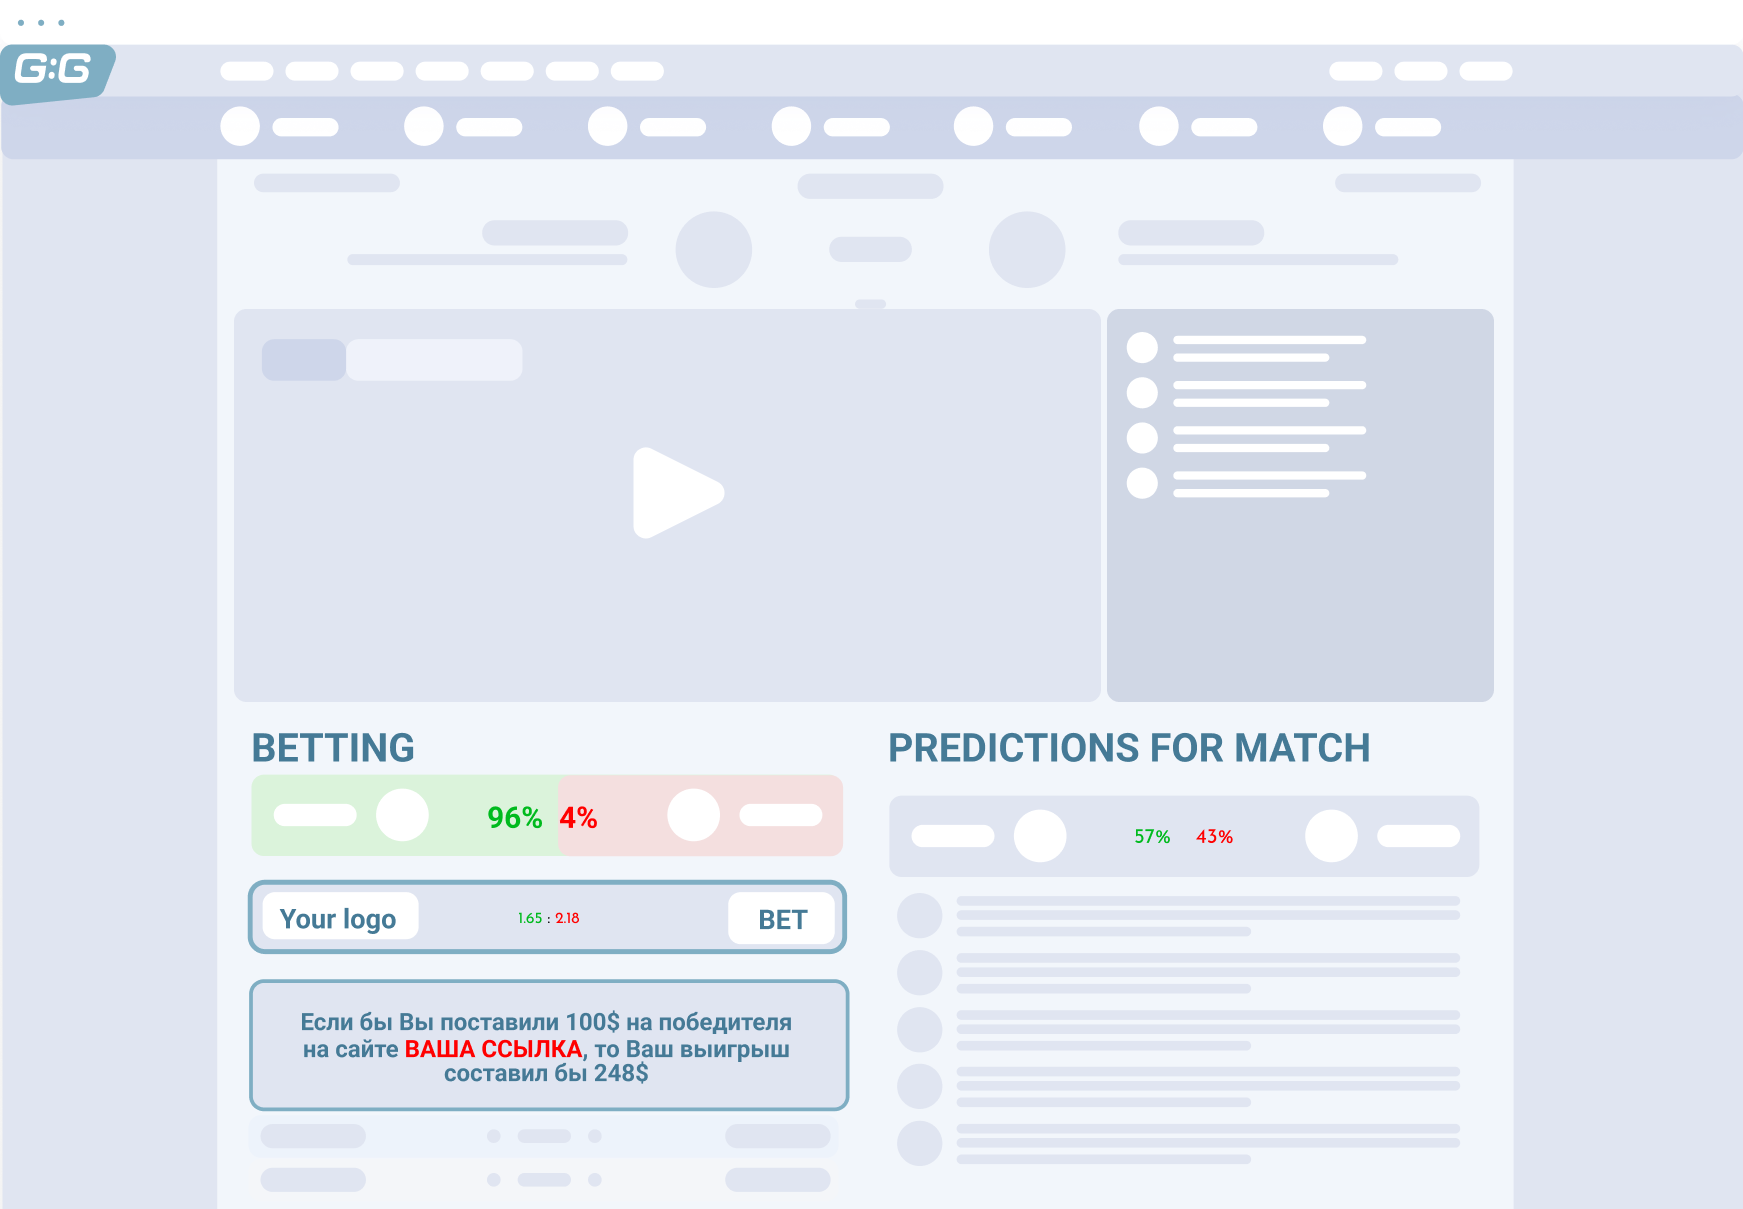 G:G
BETTING
96% 4%
Your logo 1.65 : 2.18 BET
Если бы Вы поставили 100$ на победителя
на сайте ВАША ССЫЛКА, то Ваш выигрыш
составил бы 248$
PREDICTIONS FOR MATCH
57% 43%